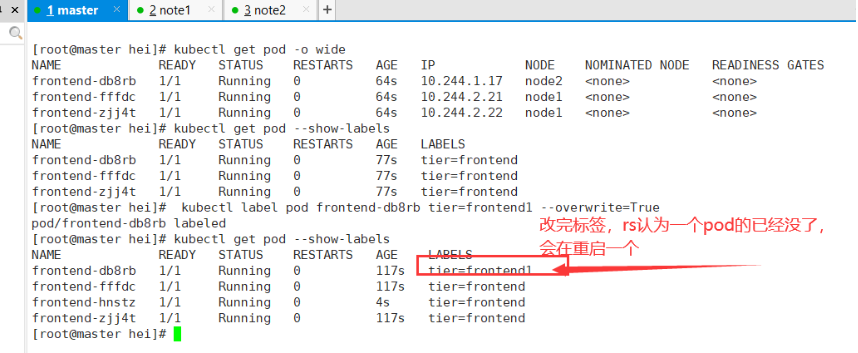 1 master
2 note1
3 note2
[root@master hei]# kubectl get pod -o wide
NAME READY STATUS RESTARTS AGE IP NODE NOMINATED NODE READINESS GATES
frontend-db8rb 1/1 Running 0 64s 10.244.1.17 node2 <none> <none>
frontend-fffdc 1/1 Running 0 64s 10.244.2.21 node1 <none> <none>
frontend-zjj4t 1/1 Running 0 64s 10.244.2.22 node1 <none> <none>
[root@master hei]# kubectl get pod --show-labels
NAME READY STATUS RESTARTS AGE LABELS
frontend-db8rb 1/1 Running 0 77s tier=frontend
frontend-fffdc 1/1 Running 0 77s tier=frontend
frontend-zjj4t 1/1 Running 0 77s tier=frontend
[root@master hei]# kubectl label pod frontend-db8rb tier=frontend1 --overwrite=True
pod/frontend-db8rb labeled
改完标签，rs认为一个pod的已经没了，
会在重启一个
[root@master hei]# kubectl get pod --show-labels
NAME READY STATUS RESTARTS AGE LABELS
frontend-db8rb 1/1 Running 0 117s tier=frontend1
frontend-fffdc 1/1 Running 0 117s tier=frontend
frontend-hnstz 1/1 Running 0 4s tier=frontend
frontend-zjj4t 1/1 Running 0 117s tier=frontend
[root@master hei]#